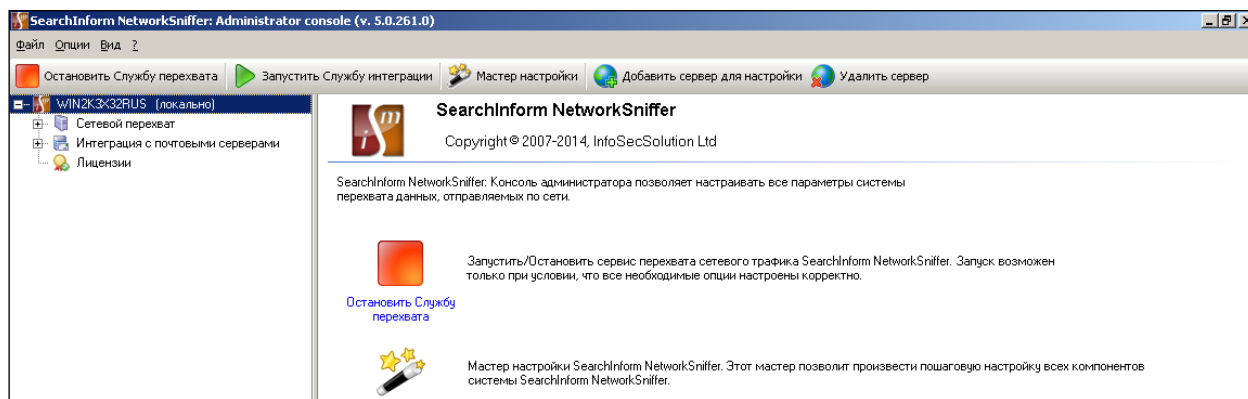 SearchInform NetworkSniffer: Administrator console (v. 5.0.261.0)
Файл Опции Вид ?
Остановить Службу перехвата Запустить Службу интеграции Мастер настройки Добавить сервер для настройки Удалить сервер
WIN2K3X32RUS (локально)
Сетевой перехват
Интеграция с почтовыми серверами
Лицензии
SearchInform NetworkSniffer
Copyright © 2007-2014, InfoSecSolution Ltd
SearchInform NetworkSniffer: Консоль администратора позволяет настраивать все параметры системы
перехвата данных, отправляемых по сети.
Запустить/Остановить сервис перехвата сетевого трафика SearchInform NetworkSniffer. Запуск возможен
только при условии, что все необходимые опции настроены корректно.
Остановить Службу
перехвата
Мастер настройки SearchInform NetworkSniffer. Этот мастер позволит произвести пошаговую настройку всех компонентов
системы SearchInform NetworkSniffer.